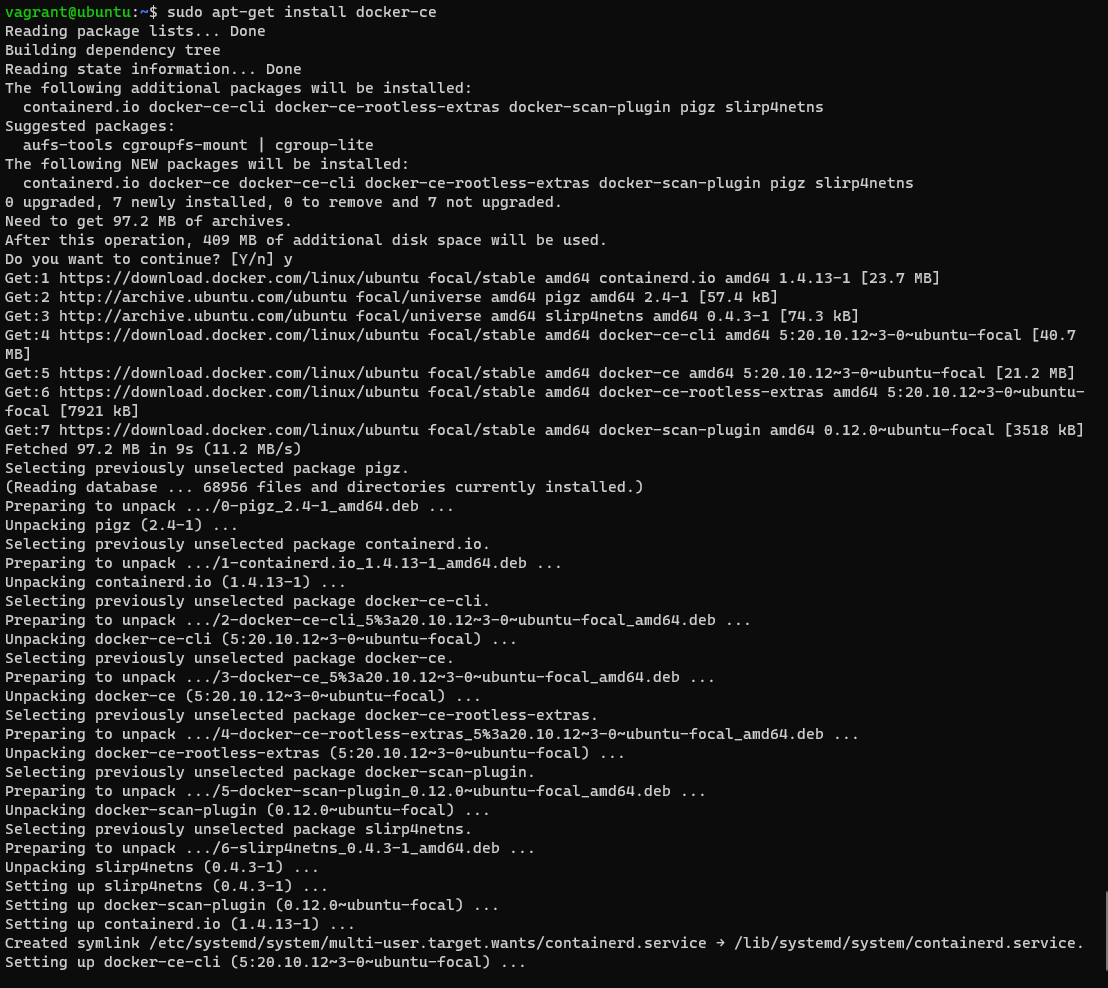 vagrant@ubuntu:~$ sudo apt-get install docker-ce
Reading package lists... Done
Building dependency tree
Reading state information... Done
The following additional packages will be installed:
  containerd.io docker-ce-cli docker-ce-rootless-extras docker-scan-plugin pigz slirp4netns
Suggested packages:
  aufs-tools cgroupfs-mount | cgroup-lite
The following NEW packages will be installed:
  containerd.io docker-ce docker-ce-cli docker-ce-rootless-extras docker-scan-plugin pigz slirp4netns
0 upgraded, 7 newly installed, 0 to remove and 7 not upgraded.
Need to get 97.2 MB of archives.
After this operation, 409 MB of additional disk space will be used.
Do you want to continue? [Y/n] y
Get:1 https://download.docker.com/linux/ubuntu focal/stable amd64 containerd.io amd64 1.4.13-1 [23.7 MB]
Get:2 http://archive.ubuntu.com/ubuntu focal/universe amd64 pigz amd64 2.4-1 [57.4 kB]
Get:3 http://archive.ubuntu.com/ubuntu focal/universe amd64 slirp4netns amd64 0.4.3-1 [74.3 kB]
Get:4 https://download.docker.com/linux/ubuntu focal/stable amd64 docker-ce-cli amd64 5:20.10.12~3-0~ubuntu-focal [40.7
MB]
Get:5 https://download.docker.com/linux/ubuntu focal/stable amd64 docker-ce amd64 5:20.10.12~3-0~ubuntu-focal [21.2 MB]
Get:6 https://download.docker.com/linux/ubuntu focal/stable amd64 docker-ce-rootless-extras amd64 5:20.10.12~3-0~ubuntu-
focal [7921 kB]
Get:7 https://download.docker.com/linux/ubuntu focal/stable amd64 docker-scan-plugin amd64 0.12.0~ubuntu-focal [3518 kB]
Fetched 97.2 MB in 9s (11.2 MB/s)
Selecting previously unselected package pigz.
(Reading database ... 68956 files and directories currently installed.)
Preparing to unpack .../0-pigz_2.4-1_amd64.deb ...
Unpacking pigz (2.4-1) ...
Selecting previously unselected package containerd.io.
Preparing to unpack .../1-containerd.io_1.4.13-1_amd64.deb ...
Unpacking containerd.io (1.4.13-1) ...
Selecting previously unselected package docker-ce-cli.
Preparing to unpack .../2-docker-ce-cli_5%3a20.10.12~3-0~ubuntu-focal_amd64.deb ...
Unpacking docker-ce-cli (5:20.10.12~3-0~ubuntu-focal) ...
Selecting previously unselected package docker-ce.
Preparing to unpack .../3-docker-ce_5%3a20.10.12~3-0~ubuntu-focal_amd64.deb ...
Unpacking docker-ce (5:20.10.12~3-0~ubuntu-focal) ...
Selecting previously unselected package docker-ce-rootless-extras.
Preparing to unpack .../4-docker-ce-rootless-extras_5%3a20.10.12~3-0~ubuntu-focal_amd64.deb ...
Unpacking docker-ce-rootless-extras (5:20.10.12~3-0~ubuntu-focal) ...
Selecting previously unselected package docker-scan-plugin.
Preparing to unpack .../5-docker-scan-plugin_0.12.0~ubuntu-focal_amd64.deb ...
Unpacking docker-scan-plugin (0.12.0~ubuntu-focal) ...
Selecting previously unselected package slirp4netns.
Preparing to unpack .../6-slirp4netns_0.4.3-1_amd64.deb ...
Unpacking slirp4netns (0.4.3-1) ...
Setting up slirp4netns (0.4.3-1) ...
Setting up docker-scan-plugin (0.12.0~ubuntu-focal) ...
Setting up containerd.io (1.4.13-1) ...
Created symlink /etc/systemd/system/multi-user.target.wants/containerd.service → /lib/systemd/system/containerd.service.
Setting up docker-ce-cli (5:20.10.12~3-0~ubuntu-focal) ...